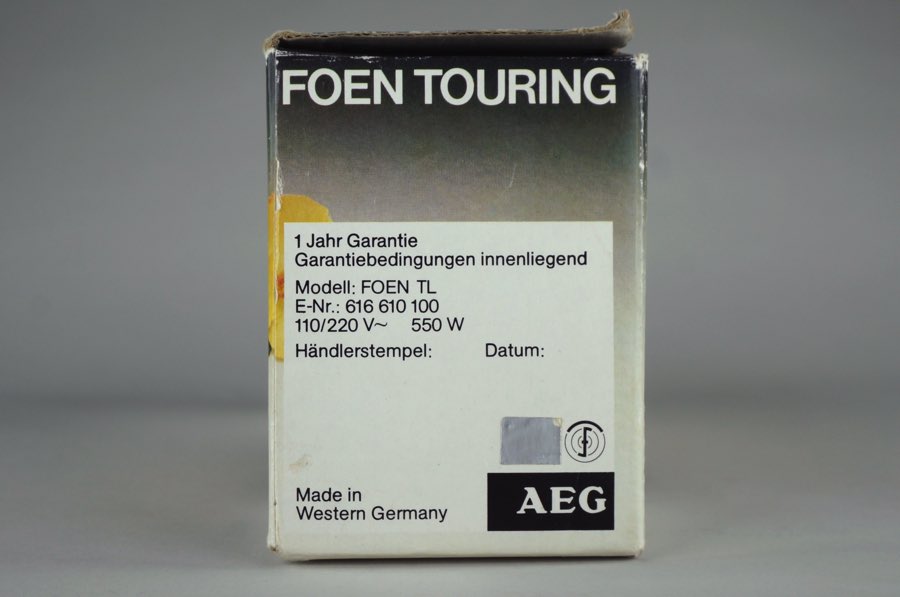 FOEN TOURING
1 Jahr Garantie
Garantiebedingungen innenliegend
Modell: FOEN TL
E-Nr.: 616 610 100
110/220 V~ 550 W
Händlerstempel: Datum:
Made in
Western Germany
AEG